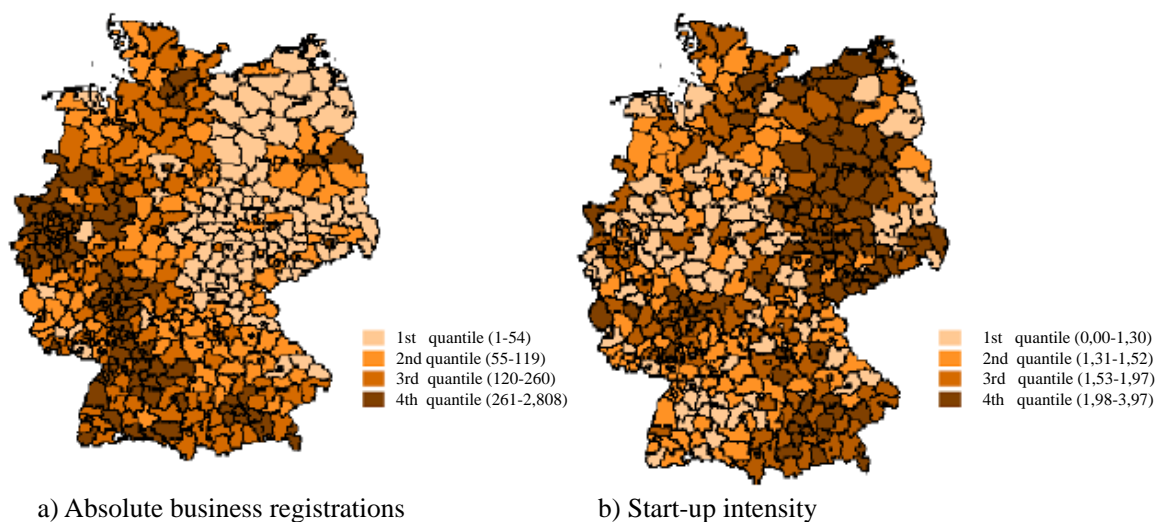 1st quantile (1-54)
2nd quantile (55-119)
3rd quantile (120-260)
4th quantile (261-2,808)
a) Absolute business registrations
1st quantile (0,00-1,30)
2nd quantile (1,31-1,52)
3rd quantile (1,53-1,97)
4th quantile (1,98-3,97)
b) Start-up intensity